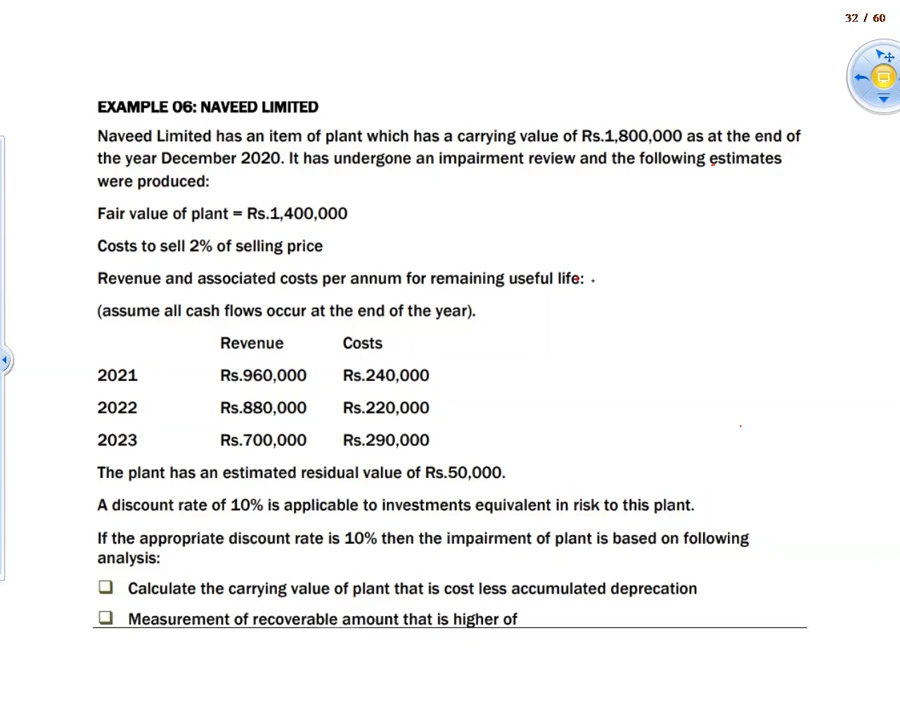 32 / 60
EXAMPLE 06: NAVEED LIMITED
Naveed Limited has an item of plant which has a carrying value of Rs.1,800,000 as at the end of
the year December 2020. It has undergone an impairment review and the following estimates
were produced:
Fair value of plant = Rs.1,400,000
Costs to sell 2% of selling price
Revenue and associated costs per annum for remaining useful life:
(assume all cash flows occur at the end of the year).
Revenue Costs
2021 Rs.960,000 Rs.240,000
2022 Rs.880,000 Rs.220,000
2023 Rs.700,000 Rs.290,000
The plant has an estimated residual value of Rs.50,000.
A discount rate of 10% is applicable to investments equivalent in risk to this plant.
If the appropriate discount rate is 10% then the impairment of plant is based on following
analysis:
Calculate the carrying value of plant that is cost less accumulated deprecation
Measurement of recoverable amount that is higher of